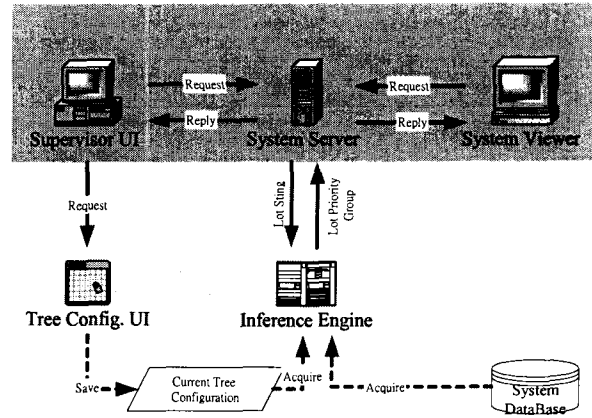 Request
Request
Reply
Reply
Supervisor UI
System Server
System Viewer
Request
Lot Sting
Lot Priority
Group
Tree Config. UI
Inference Engine
Save
Current Tree
Configuration
Acquire
Acquire
System
DataBase